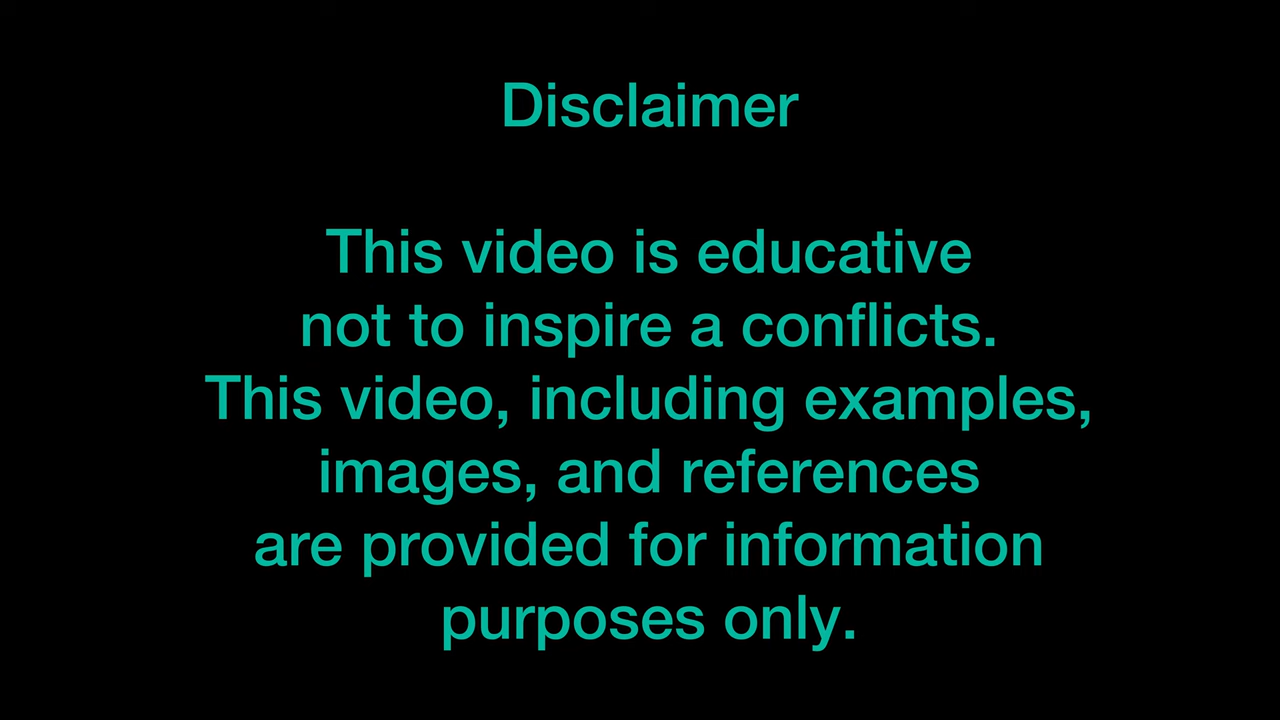 Disclaimer
This video is educative
not to inspire a conflicts.
This video, including examples,
images, and references
are provided for information
purposes only.